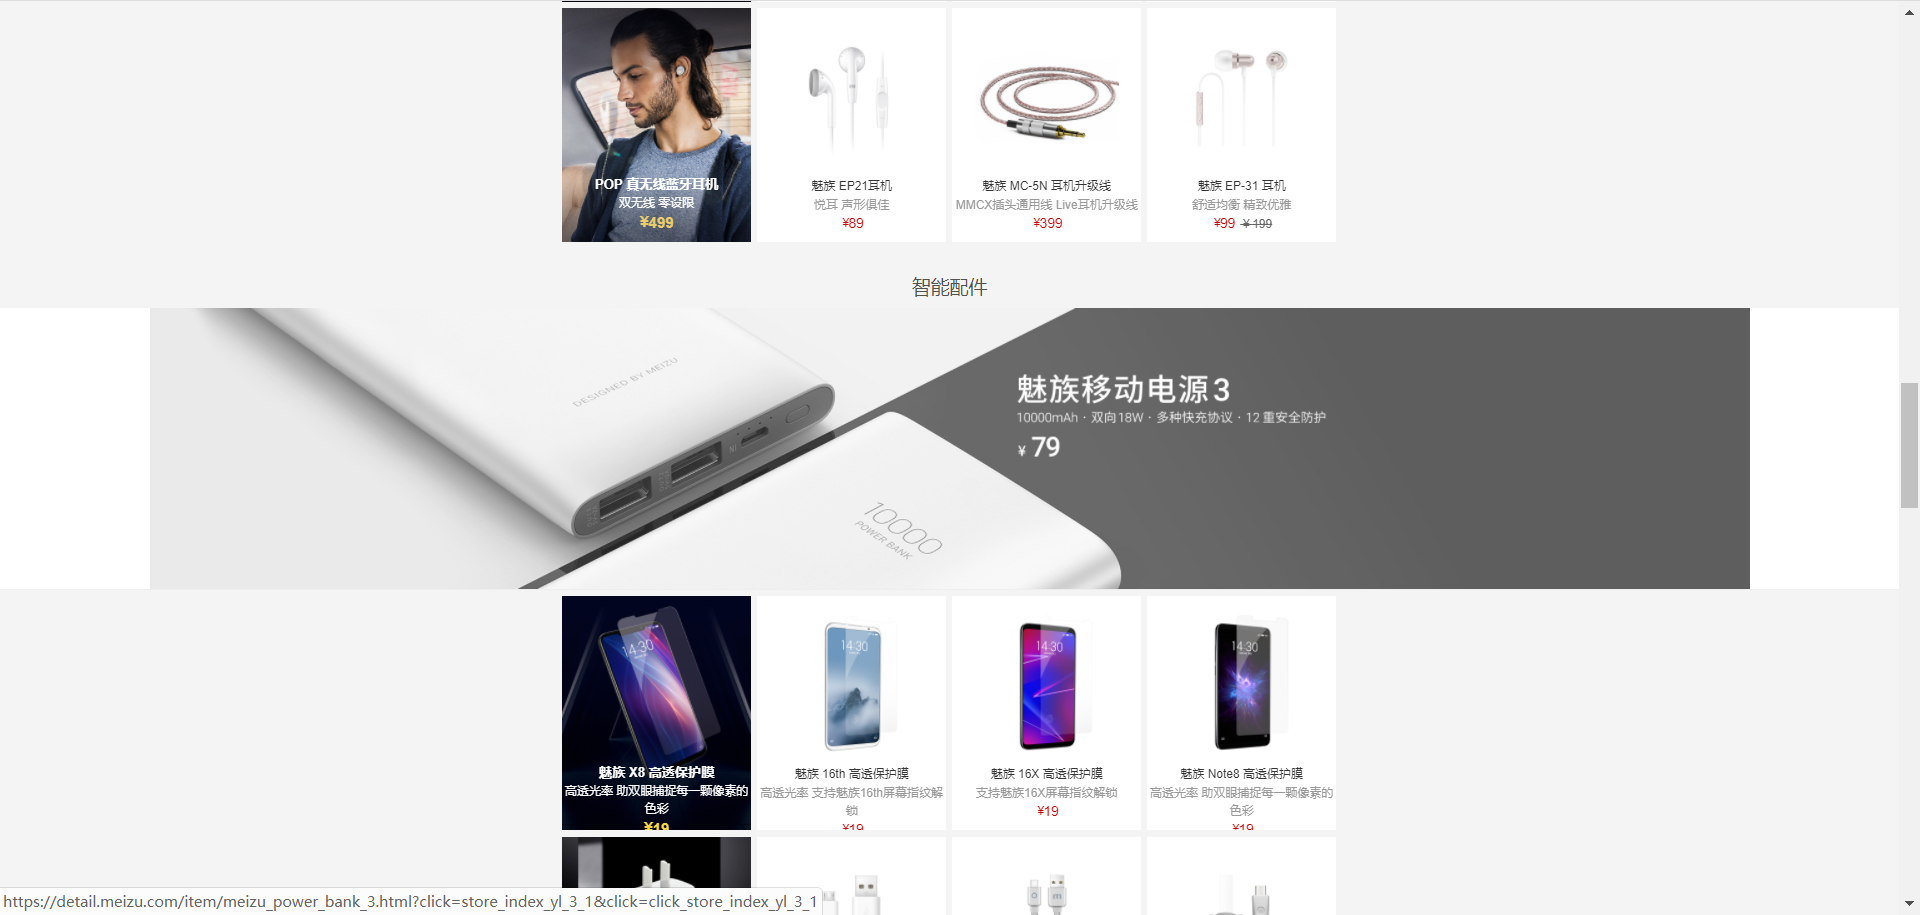 POP 真无线蓝牙耳机
双无线 零设限
¥499
魅族 EP21耳机
悦耳 声形俱佳
¥89
魅族 MC-5N 耳机升级线
MMCX插头通用线 Live耳机升级线
¥399
魅族 EP-31 耳机
舒适均衡 精致优雅
¥99 ¥ 199
智能配件
DESIGNED BY MEIZU
IN
10000
POWER BANK
魅族移动电源3
10000mAh · 双向18W · 多种快充协议 · 12 重安全防护
¥ 79
14:30
魅族 X8 高透保护膜
高透光率 助双眼捕捉每一颗像素的
色彩
¥19
14:30
魅族 16th 高透保护膜
高透光率 支持魅族16th屏幕指纹解
锁
¥19
14:30
魅族 16X 高透保护膜
支持魅族16X屏幕指纹解锁
¥19
14:30
魅族 Note8 高透保护膜
高透光率 助双眼捕捉每一颗像素的
色彩
¥19
m
https://detail.meizu.com/item/meizu_power_bank_3.html?click=store_index_yl_3_1&click=click_store_index_yl_3_1